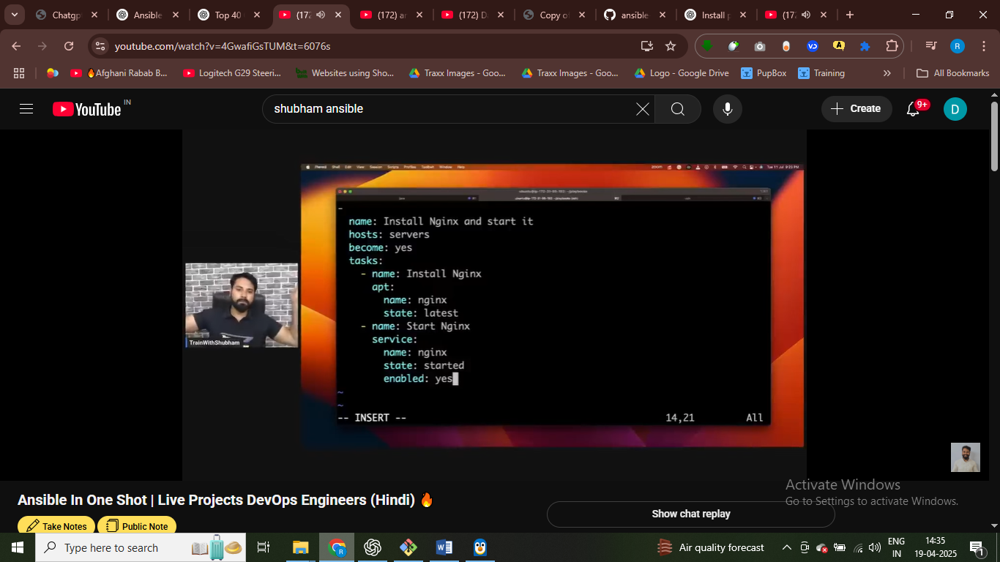 Chatgp
Ansible
Top 40
(172
(172) ar
(172) D
Copy of
ansible
Install p
(17
youtube.com/watch?v=4GwafiGsTUM&t=6076s
🔥Afghani Rabab B...
Logitech G29 Steeri...
Websites using Sho...
Traxx Images - Goo...
Traxx Images - Goo...
Logo - Google Drive
PupBox
Training
»
All Bookmarks
YouTube IN
shubham ansible
Create
9+
D
-
name: Install Nginx and start it
hosts: servers
become: yes
tasks:
- name: Install Nginx
apt:
name: nginx
state: latest
- name: Start Nginx
service:
name: nginx
state: started
enabled: yes
~
~
-- INSERT -- 14,21 All
TrainWithShubham
Ansible In One Shot | Live Projects DevOps Engineers (Hindi) 🔥
Take Notes
Public Note
Show chat replay
Activate Windows
Go to Settings to activate Windows.
Type here to search
Air quality forecast
ENG
IN
14:35
19-04-2025
1